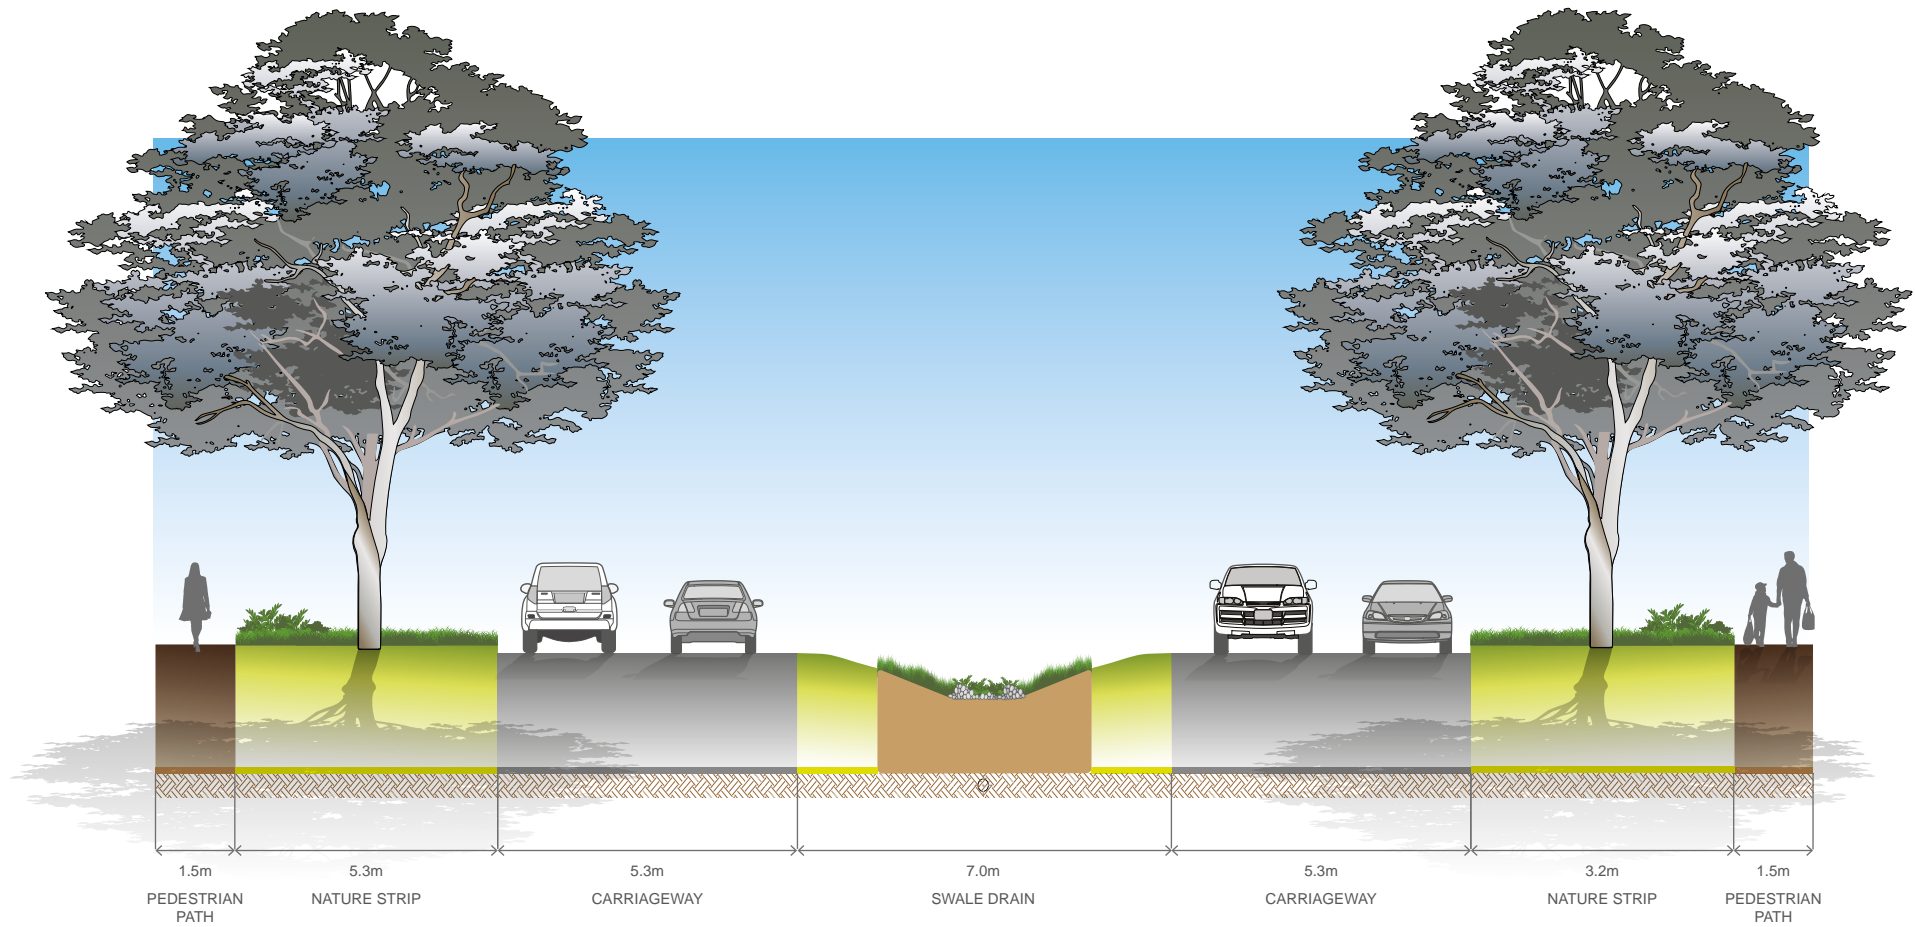 1.5m
5.3m
5.3m
7.0m
5.3m
3.2m
1.5m
PEDESTRIAN
PATH
NATURE STRIP
CARRIAGEWAY
SWALE DRAIN
CARRIAGEWAY
NATURE STRIP
PEDESTRIAN
PATH